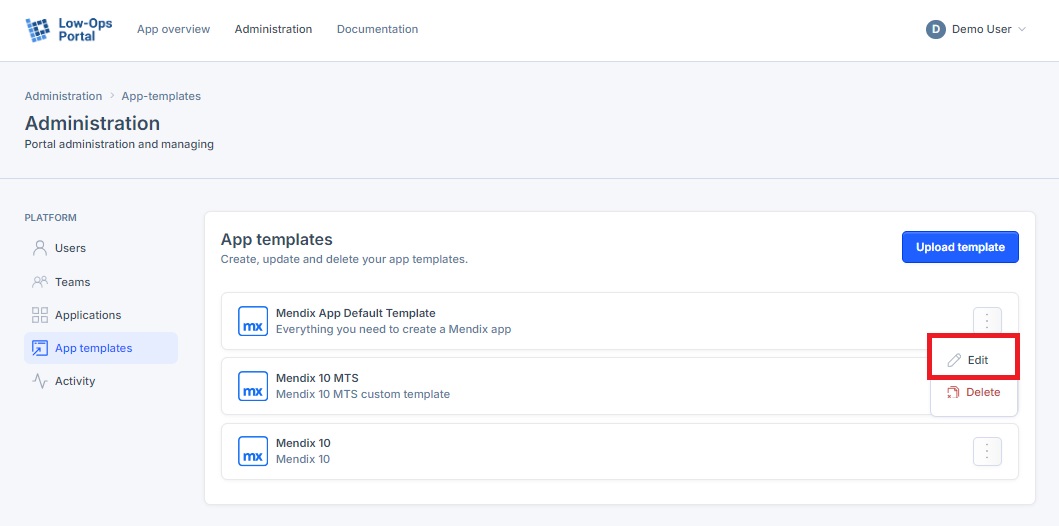 Low-Ops
Portal
App overview
Administration
Documentation
D
Demo User
Administration
App-templates
Administration
Portal administration and managing
PLATFORM
Users
Teams
Applications
App templates
Activity
App templates
Create, update and delete your app templates.
Upload template
mx
Mendix App Default Template
Everything you need to create a Mendix app
Edit
mx
Mendix 10 MTS
Mendix 10 MTS custom template
Delete
mx
Mendix 10
Mendix 10